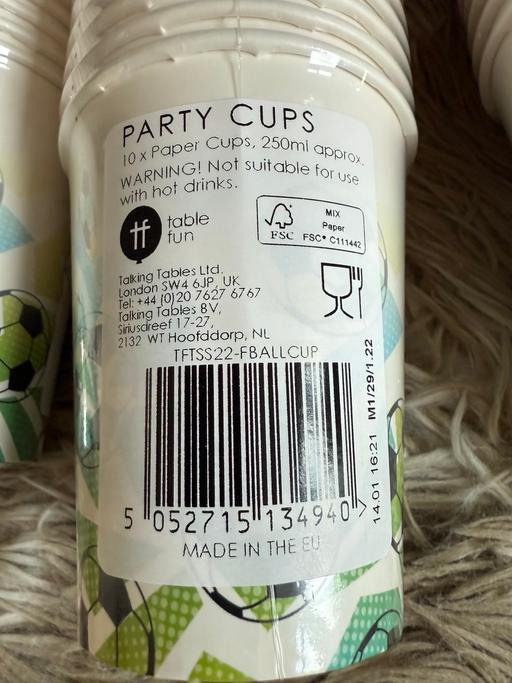 PARTY CUPS
10 x Paper Cups, 250ml approx.
WARNING! Not suitable for use
with hot drinks.
tf
table
fun
MIX
Paper
FSC
FSC® C111442
Talking Tables Ltd.
London SW4 6JP, UK
Tel: +44 (0)20 7627 6767
Talking Tables BV,
Siriusdreef 17-27,
2132 WT Hoofddorp, NL
TFTSS22-FBALLCUP
5 052715 134940 >
MADE IN THE EU
14.01 16:21 M1/29/1.22